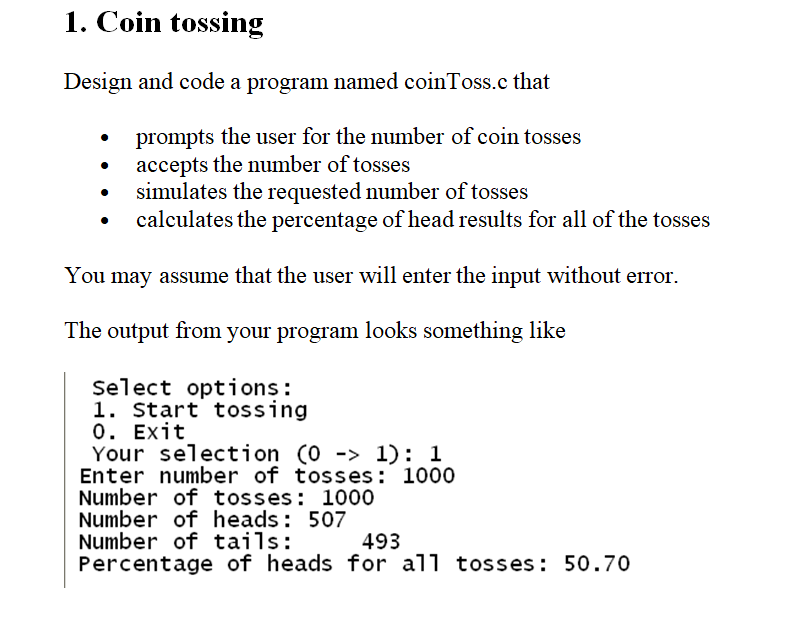 1. Coin tossing
Design and code a program named coinToss.c that
• prompts the user for the number of coin tosses
• accepts the number of tosses
• simulates the requested number of tosses
• calculates the percentage of head results for all of the tosses
You may assume that the user will enter the input without error.
The output from your program looks something like
Select options:
1. Start tossing
0. Exit
Your selection (0 -> 1): 1
Enter number of tosses: 1000
Number of tosses: 1000
Number of heads: 507
Number of tails: 493
Percentage of heads for all tosses: 50.70